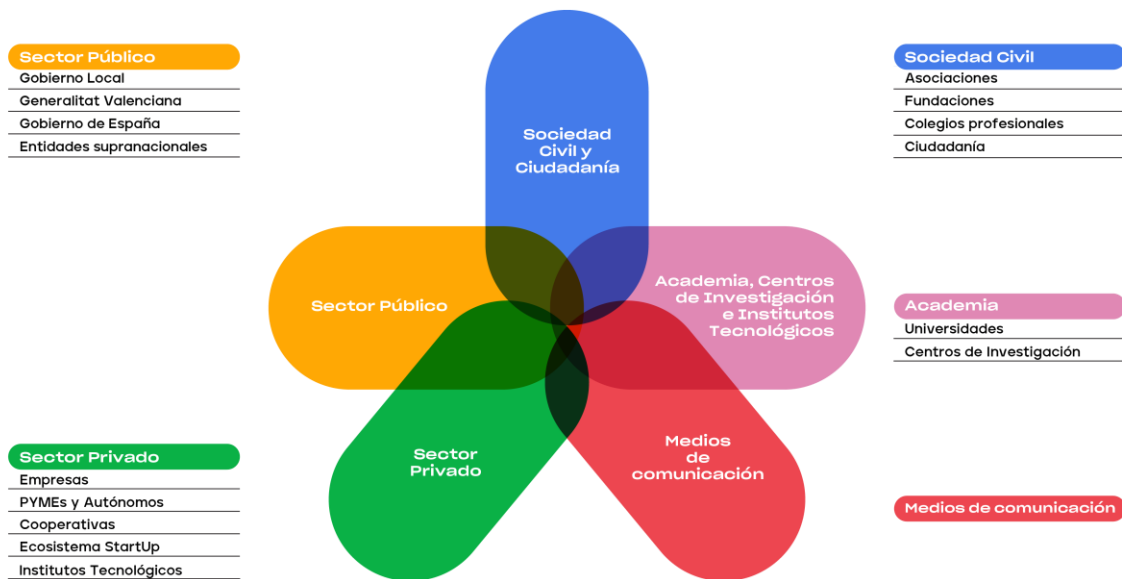 Sector Público
Gobierno Local
Generalitat Valenciana
Gobierno de España
Entidades supranacionales
Sociedad Civil
Asociaciones
Fundaciones
Colegios profesionales
Ciudadanía
Sociedad
Civil y
Ciudadanía
Sector Público
Academia, Centros
de Investigación
e Institutos
Tecnológicos
Academia
Universidades
Centros de Investigación
Sector
Privado
Medios
de
comunicación
Sector Privado
Empresas
PYMEs y Autónomos
Cooperativas
Ecosistema StartUp
Institutos Tecnológicos
Medios de comunicación